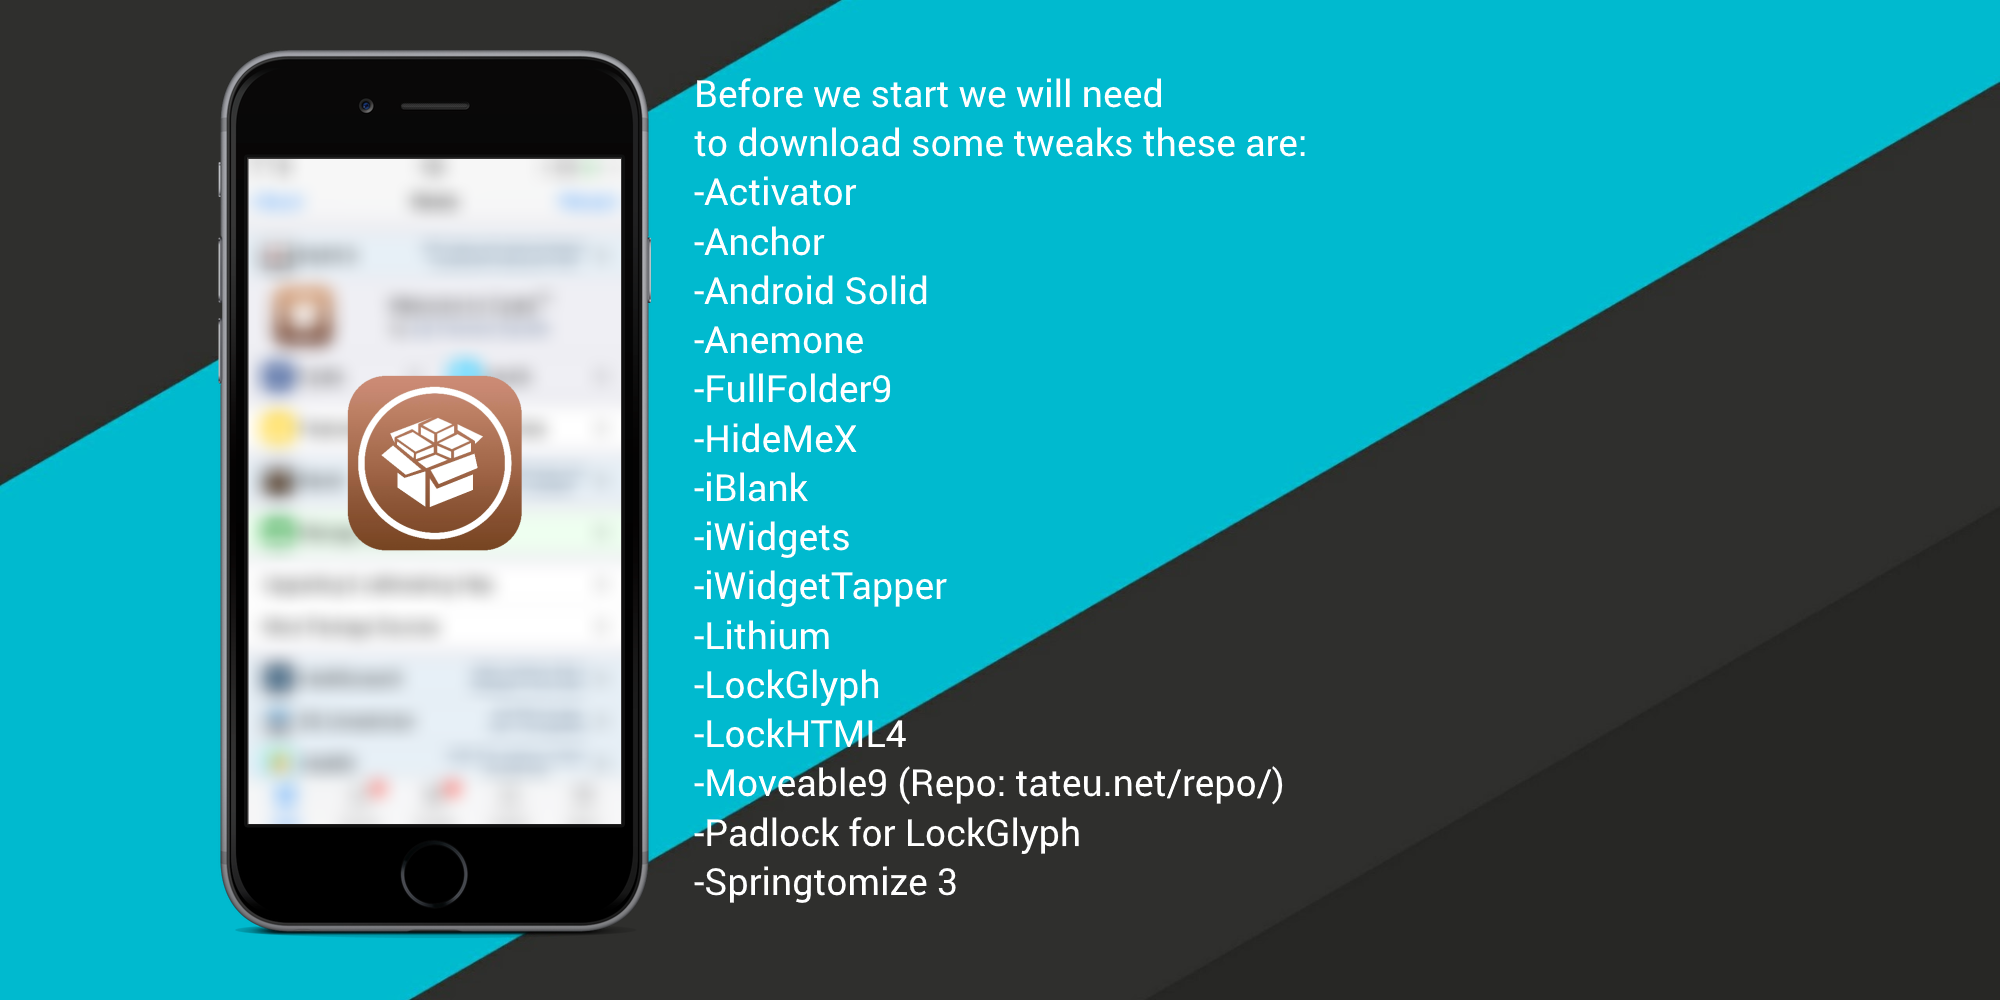 Before we start we will need
to download some tweaks these are:
-Activator
-Anchor
-Android Solid
-Anemone
-FullFolder9
-HideMeX
-iBlank
-iWidgets
-iWidgetTapper
-Lithium
-LockGlyph
-LockHTML4
-Moveable9 (Repo: tateu.net/repo/)
-Padlock for LockGlyph
-Springtomize 3